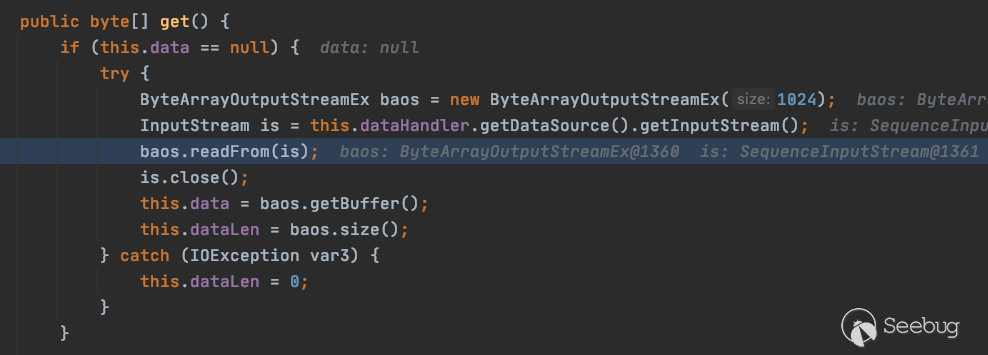 public byte[] get() {
if (this.data == null) { data: null
try {
ByteArrayOutputStreamEx baos = new ByteArrayOutputStreamEx( size: 1024); baos:
InputStream is = this.dataHandler.getDataSource().getInputStream(); is:
baos.readFrom(is); baos: ByteArrayOutputStreamEx@1360 is: SequenceInputStream@1361
is.close();
this.data = baos.getBuffer();
this.dataLen = baos.size();
} catch (IOException var3) {
this.dataLen = 0;
}
}
Seebug